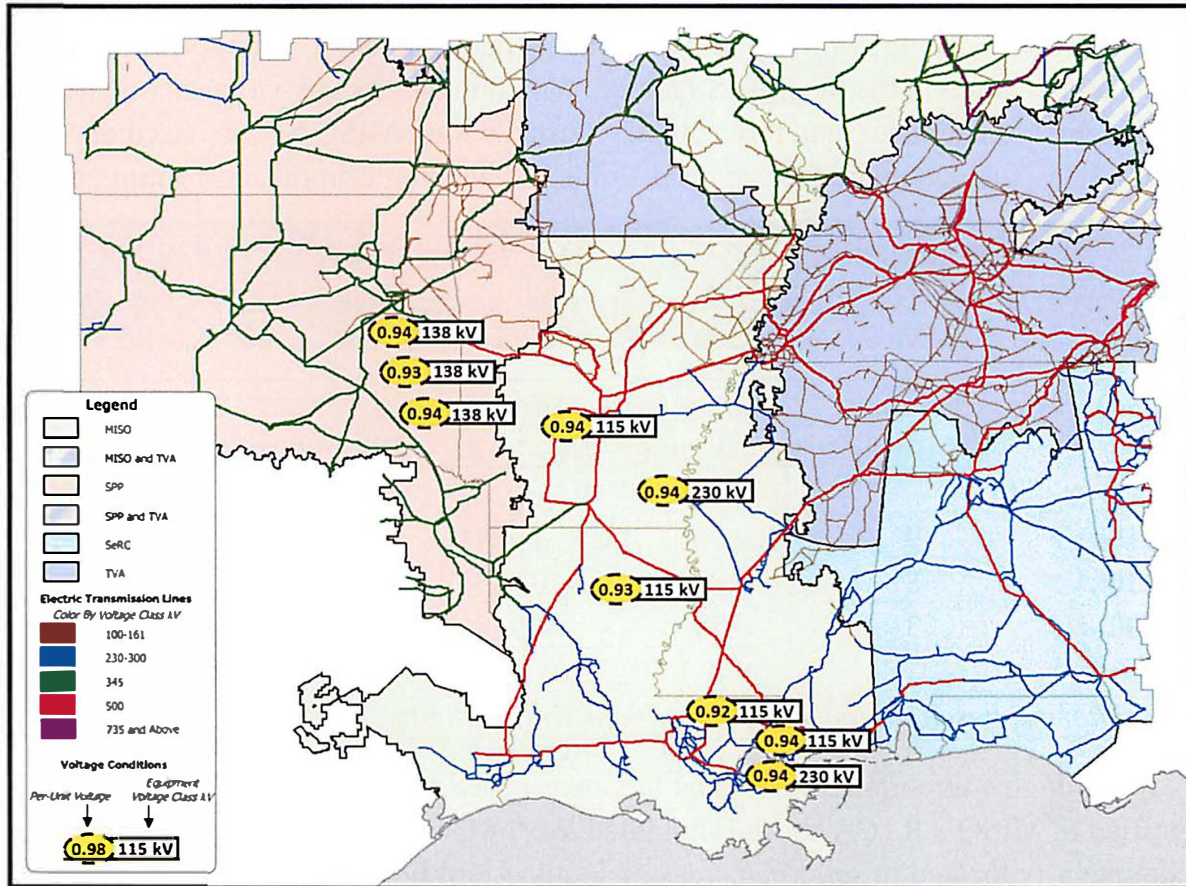 0.94 138 kV
0.93 138 kV
0.94 138 kV
0.94 115 kV
0.94 230 kV
0.93 115 kV
0.92 115 kV
0.94 115 kV
0.94 230 kV
Legend
MISO
MISO and TVA
SPP
SPP and TVA
SeRC
TVA
Electric Transmission Lines
Color By Voltage Class kV
100-161
230-300
345
500
735 and Above
Voltage Conditions
Per-Unit Voltage
Equipment
Voltage Class kV
0.98 115 kV